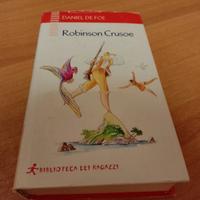 DANIEL DE FOE
Robinson Crusoe
BIBLIOTECA DEI RAGAZZI